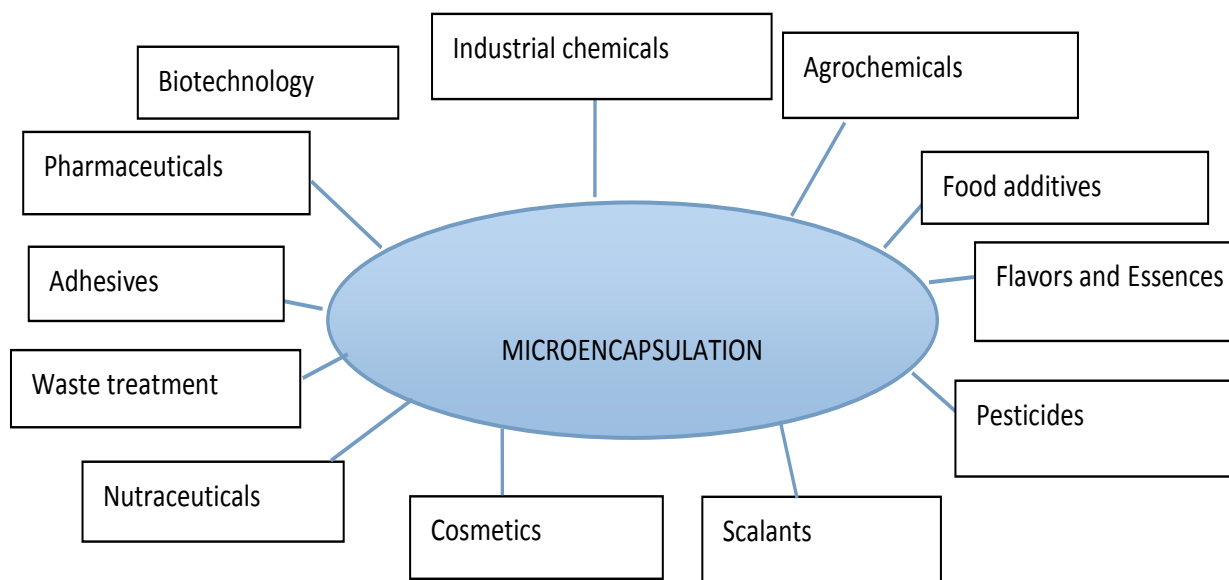 Industrial chemicals
Agrochemicals
Biotechnology
Pharmaceuticals
Food additives
Adhesives
Flavors and Essences
MICROENCAPSULATION
Waste treatment
Pesticides
Nutraceuticals
Cosmetics
Scalants